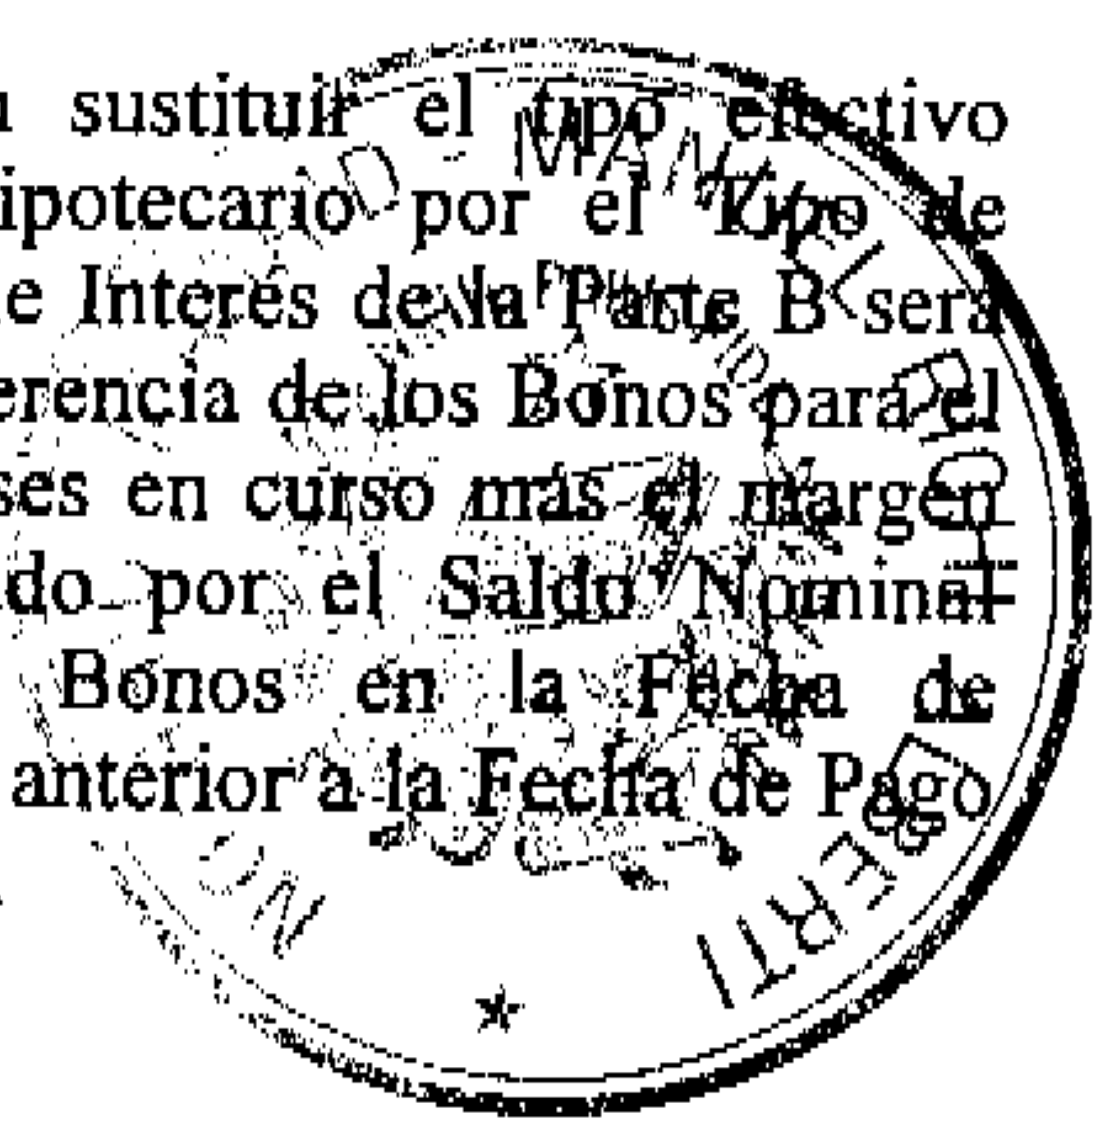 sustituir el tipo efectivo
ipotecario por el Tipo de
e Interés de la Parte B será
erencia de los Bonos para el
ses en curso más el margen
do por el Saldo Nominal
Bonos en la Fecha de
anterior a la Fecha de Pago
MANUEL
BERTI